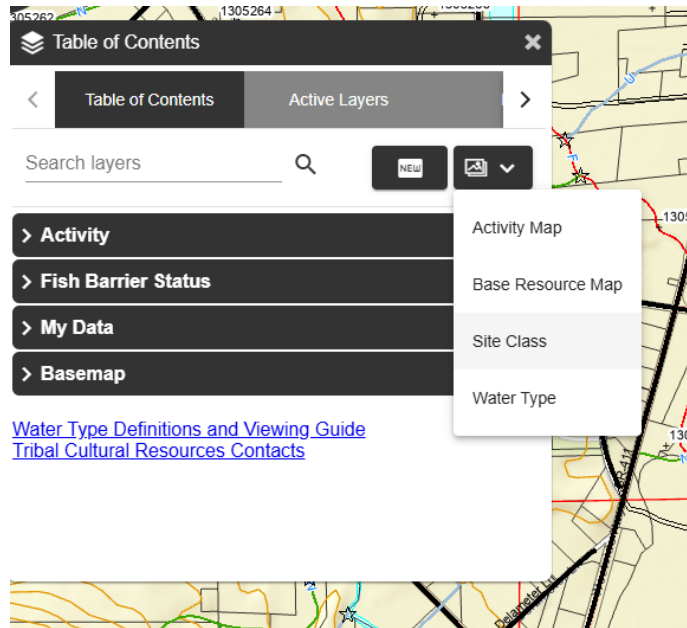 305262
1305264
Table of Contents
Table of Contents
Active Layers
Search layers
NEW
Activity Map
Base Resource Map
Site Class
Water Type
Activity
Fish Barrier Status
My Data
Basemap
Water Type Definitions and Viewing Guide
Tribal Cultural Resources Contacts
U
F
N
N
Delameter